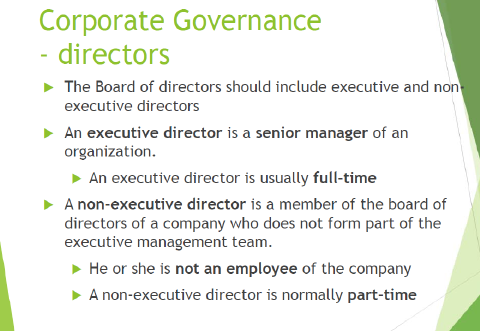 Corporate Governance
- directors
The Board of directors should include executive and non-
executive directors
An executive director is a senior manager of an
organization.
An executive director is usually full-time
A non-executive director is a member of the board of
directors of a company who does not form part of the
executive management team.
He or she is not an employee of the company
A non-executive director is normally part-time